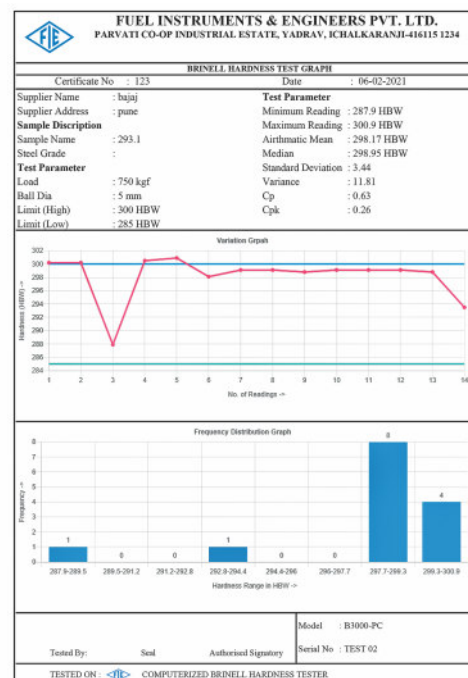 FIE
FUEL INSTRUMENTS & ENGINEERS PVT. LTD.
PARVATI CO-OP INDUSTRIAL ESTATE, YADRAV, ICHALKARANJI-416115 1234
BRINELL HARDNESS TEST GRAPH
Certificate No : 123 Date : 06-02-2021
Supplier Name : bajaj
Supplier Address : pune
Sample Discription
Sample Name : 293.1
Steel Grade :
Test Parameter
Load : 750 kgf
Ball Dia : 5 mm
Limit (High) : 300 HBW
Limit (Low) : 285 HBW
Test Parameter
Minimum Reading : 287.9 HBW
Maximum Reading : 300.9 HBW
Airthmatic Mean : 298.17 HBW
Median : 298.95 HBW
Standard Deviation : 3.44
Variance : 11.81
Cp : 0.63
Cpk : 0.26
Variation Grpah
Hardness (HBW) ->
302
300
298
296
294
292
290
288
286
284
1 2 3 4 5 6 7 8 9 10 11 12 13 14
No. of Readings ->
Frequency Distribution Graph
Frequency ->
8
7
6
5
4
3
2
1
0
1 0 0 1 0 0 8 4
287.9-289.5 289.5-291.2 291.2-292.8 292.8-294.4 294.4-296 296-297.7 297.7-299.3 299.3-300.9
Hardness Range in HBW ->
Model : B3000-PC
Serial No : TEST 02
Tested By: Seal Authorised Signatory
TESTED ON : FIE COMPUTERIZED BRINELL HARDNESS TESTER